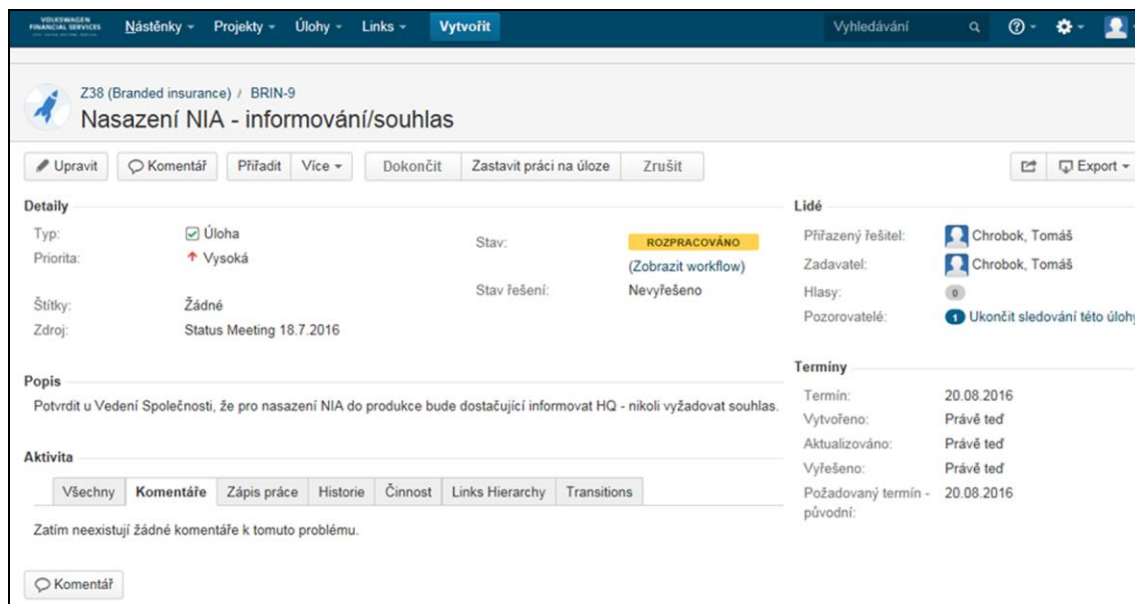 VOLKSWAGEN
FINANCIAL SERVICES
Nástěnky Projekty Úlohy Links Vytvořit Vyhledávání
Z38 (Branded insurance) / BRIN-9
Nasazení NIA - informování/souhlas
Upravit Komentář Přiřadit Více Dokončit Zastavit práci na úloze Zrušit Export
Detaily
Typ: Úloha
Priorita: Vysoká
Štítky: Žádné
Zdroj: Status Meeting 18.7.2016
Stav: ROZPRACOVÁNO
(Zobrazit workflow)
Stav řešení: Nevyřešeno
Popis
Potvrdit u Vedení Společnosti, že pro nasazení NIA do produkce bude dostačující informovat HQ - nikoli vyžadovat souhlas.
Aktivita
Všechny Komentáře Zápis práce Historie Činnost Links Hierarchy Transitions
Zatím neexistují žádné komentáře k tomuto problému.
Komentář
Lidé
Přiřazený řešitel: Chrobok, Tomáš
Zadavatel: Chrobok, Tomáš
Hlasy: 0
Pozorovatelé: 1 Ukončit sledování této úlohy
Termíny
Termín: 20.08.2016
Vytvořeno: Právě teď
Aktualizováno: Právě teď
Vyřešeno: Právě teď
Požadovaný termín - 20.08.2016
původní: